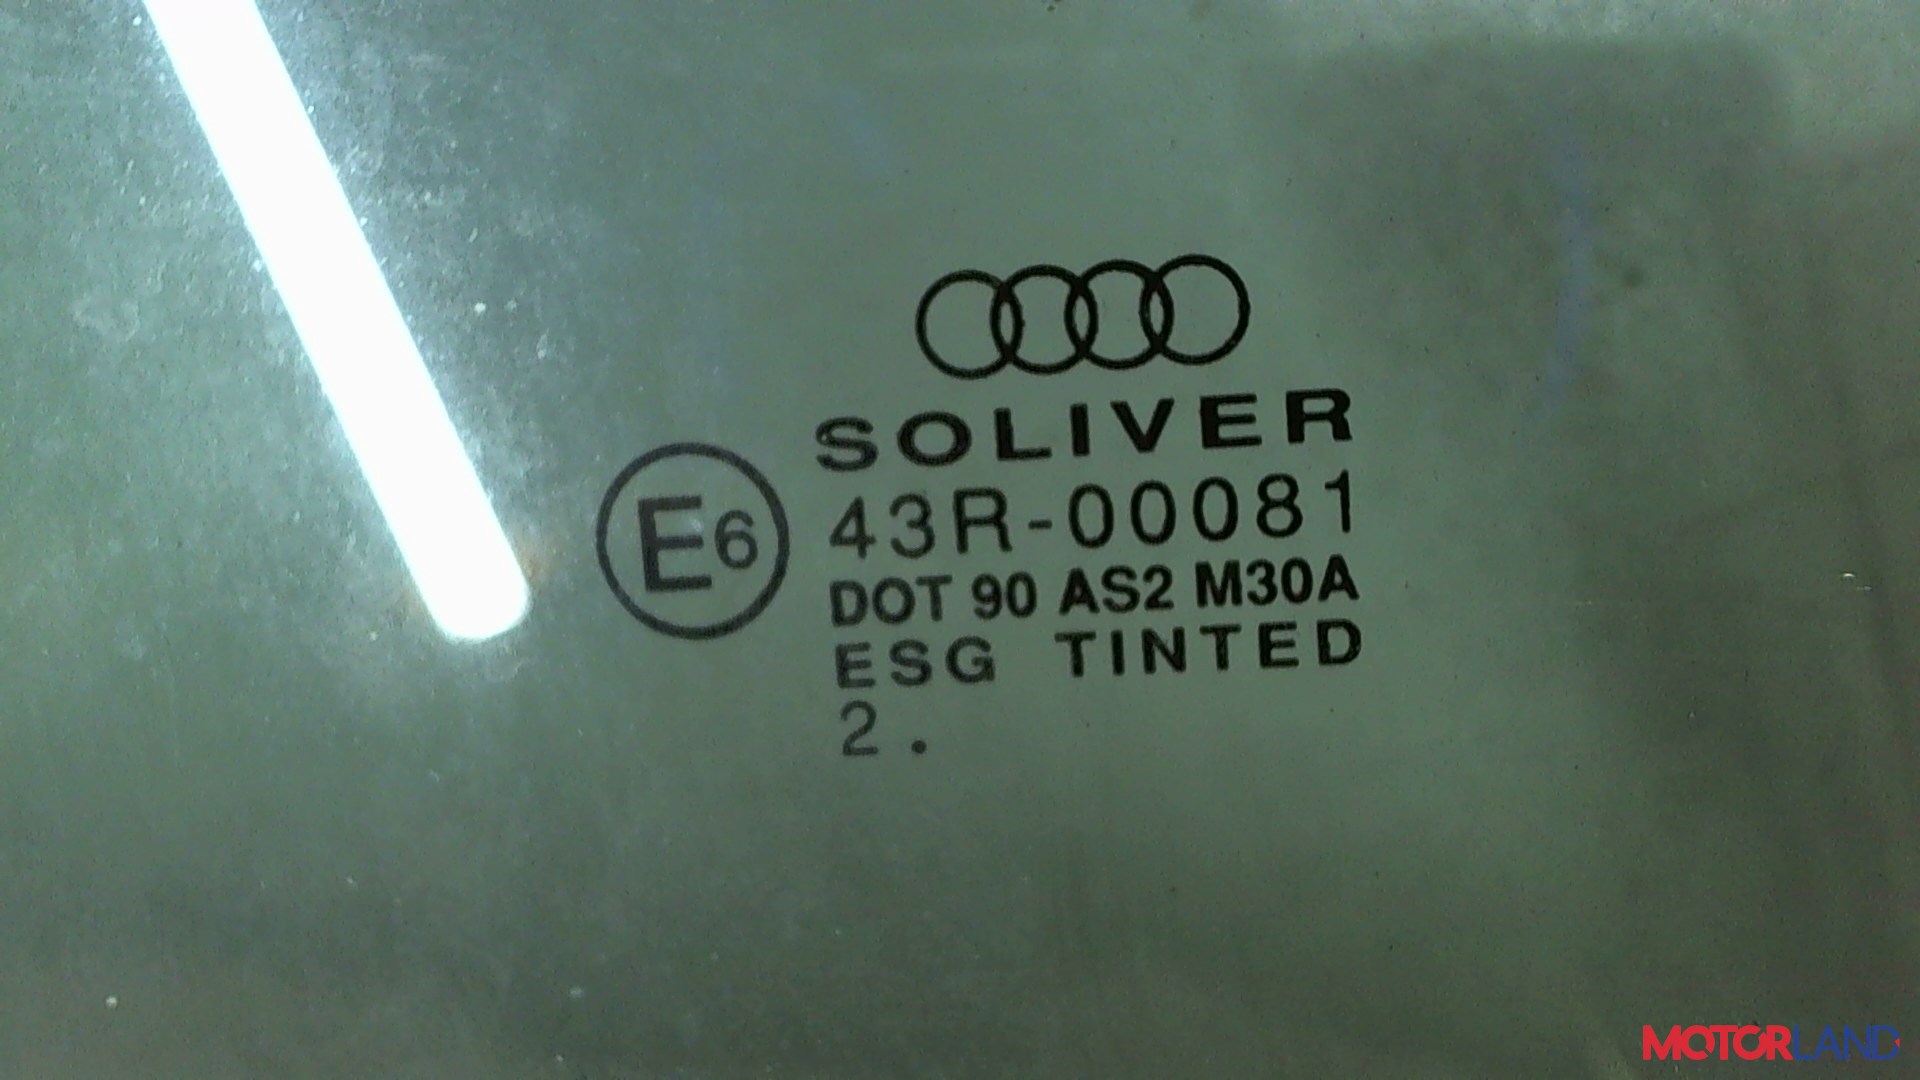 SOLIVER
E6
43R-00081
DOT 90 AS2 M30A
ESG TINTED
2 .
MOTORLAND